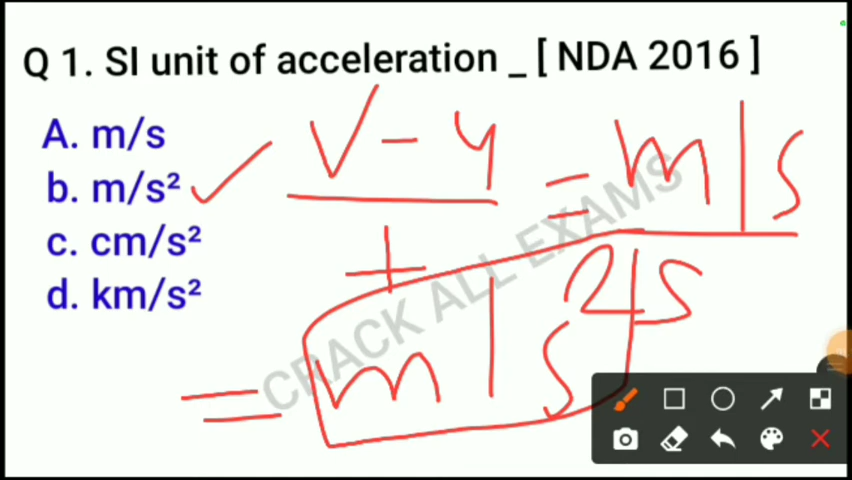 Q 1. SI unit of acceleration _ [ NDA 2016 ]
A. m/s
b. m/s² ✓
c. cm/s²
d. km/s²
v - u
t
= m/s
s
= m/s²
CRACK ALL EXAMS